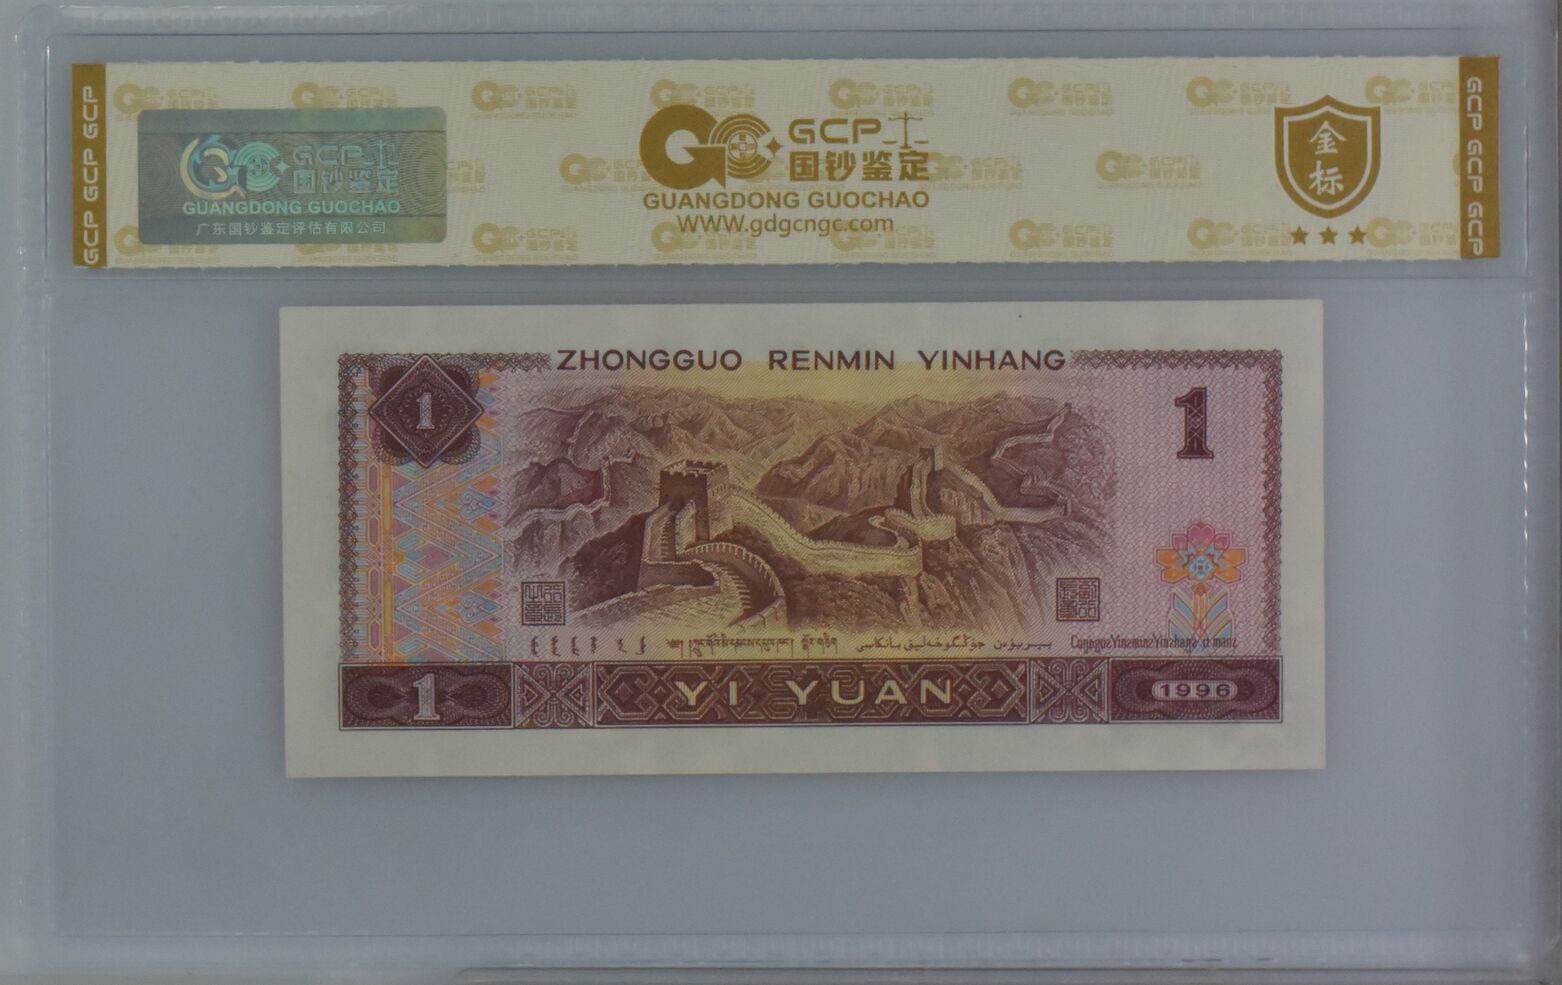 GCP GCP GCP
GCP
国钞鉴定
GUANGDONG GUOCHAO
广东国钞鉴定评估有限公司
GCP
国钞鉴定
GUANGDONG GUOCHAO
WWW.gdgcngc.com
金标
GCP GCP GCP
ZHONGGUO RENMIN YINHANG
1
1
1
YI YUAN
1996